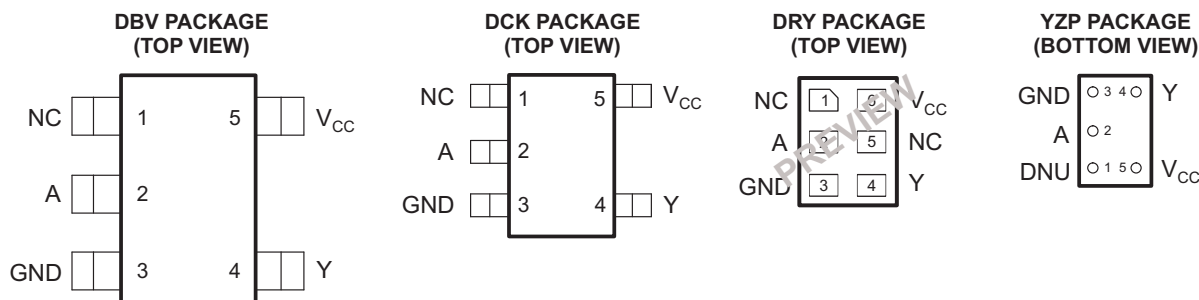 DBV PACKAGE
(TOP VIEW)
NC 1 5 VCC
A 2
GND 3 4 Y
DCK PACKAGE
(TOP VIEW)
NC 1 5 VCC
A 2
GND 3 4 Y
DRY PACKAGE
(TOP VIEW)
NC 1 6 VCC
A 2 5 NC
GND 3 4 Y
PREVIEW
YZP PACKAGE
(BOTTOM VIEW)
GND 3 4 Y
A 2
DNU 1 5 VCC